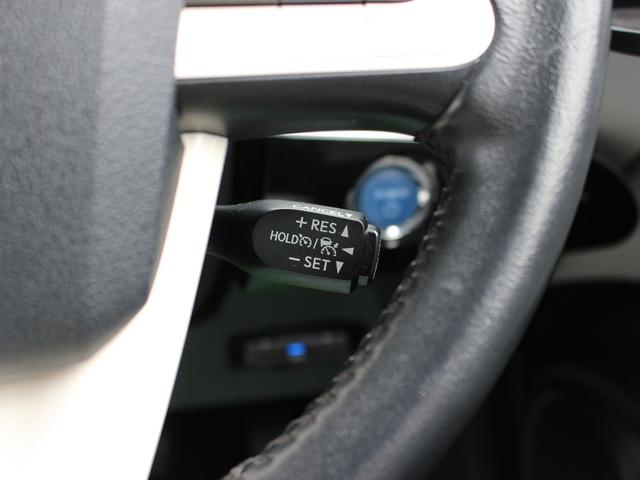 CANCEL
+ RES
HOLD /
− SET